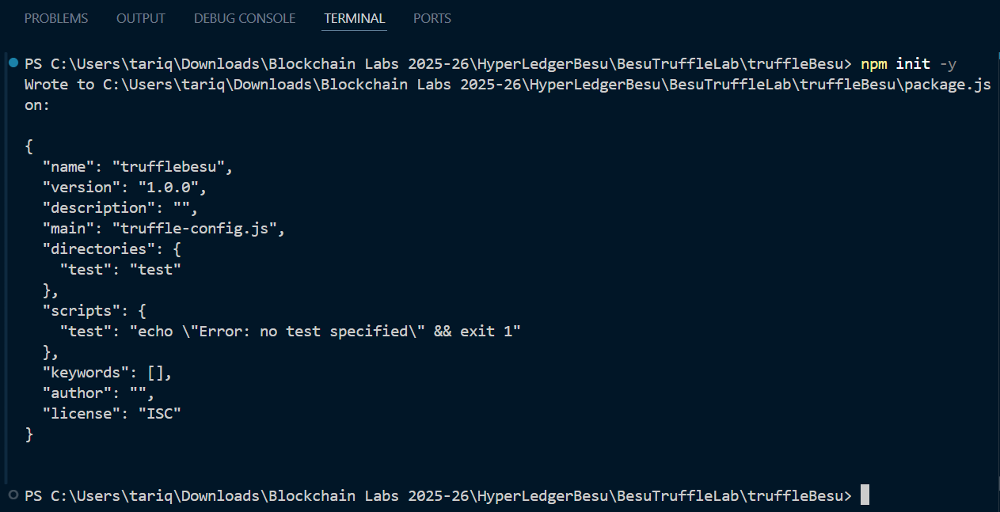 PROBLEMS OUTPUT DEBUG CONSOLE TERMINAL PORTS
PS C:\Users\tariq\Downloads\Blockchain Labs 2025-26\HyperLedgerBesu\BesuTruffleLab\truffleBesu> npm init -y
Wrote to C:\Users\tariq\Downloads\Blockchain Labs 2025-26\HyperLedgerBesu\BesuTruffleLab\truffleBesu\package.js
on:
{
  "name": "trufflebesu",
  "version": "1.0.0",
  "description": "",
  "main": "truffle-config.js",
  "directories": {
    "test": "test"
  },
  "scripts": {
    "test": "echo \"Error: no test specified\" && exit 1"
  },
  "keywords": [],
  "author": "",
  "license": "ISC"
}
PS C:\Users\tariq\Downloads\Blockchain Labs 2025-26\HyperLedgerBesu\BesuTruffleLab\truffleBesu>